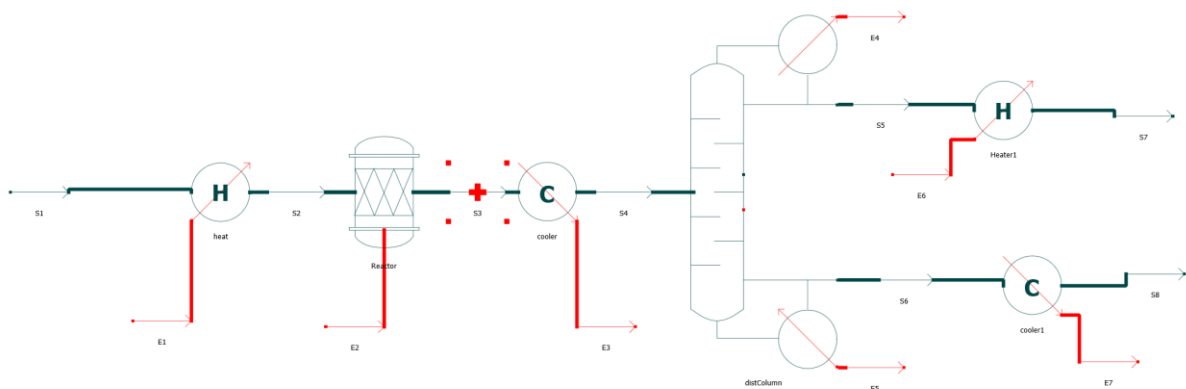 E4
S5
H
Heater1
S7
E6
S1
H
heat
S2
Reactor
S3
C
cooler
S4
E1
E2
E3
S6
C
cooler1
S8
distColumn
E5
E7